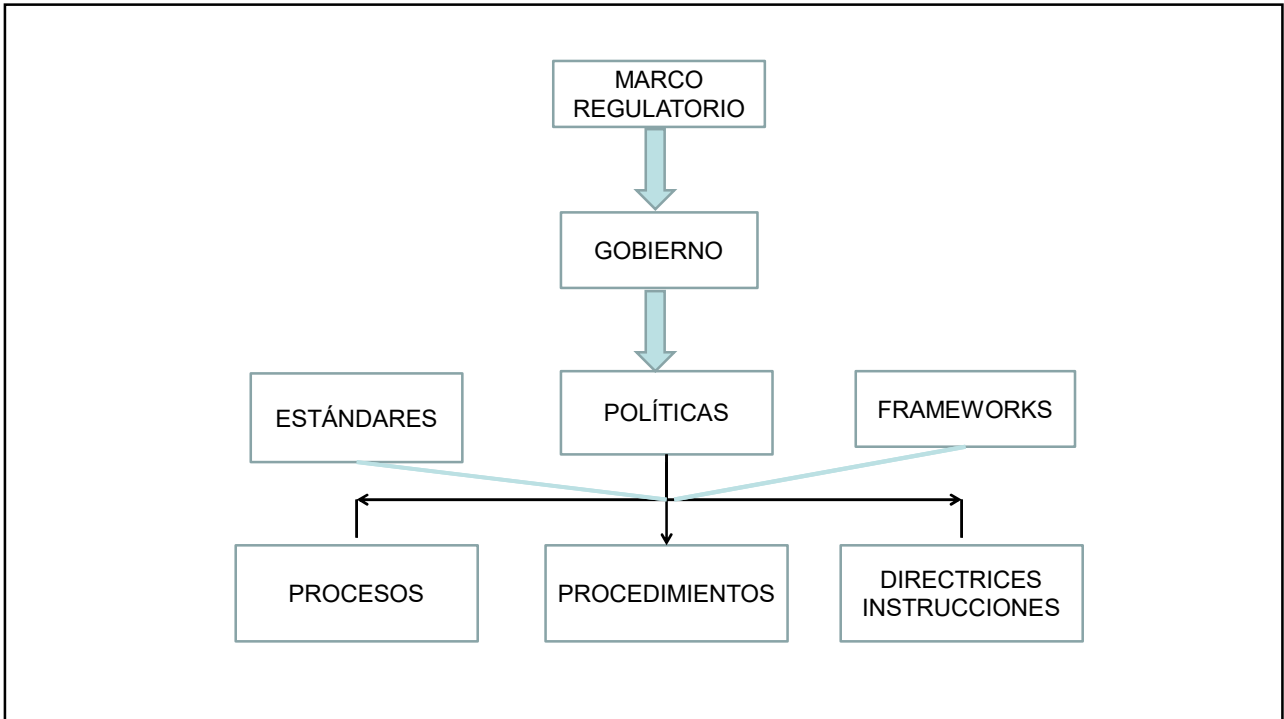 MARCO
REGULATORIO
GOBIERNO
ESTÁNDARES
POLÍTICAS
FRAMEWORKS
PROCESOS
PROCEDIMIENTOS
DIRECTRICES
INSTRUCCIONES